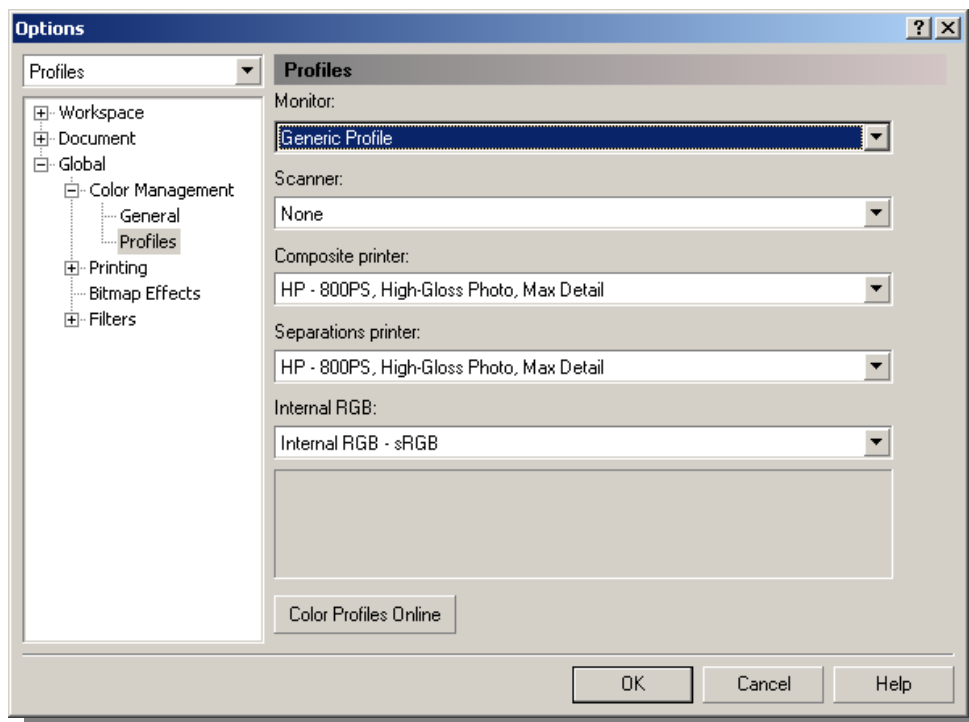 Options
Profiles
Workspace
Document
Global
Color Management
General
Profiles
Printing
Bitmap Effects
Filters
Profiles
Monitor:
Generic Profile
Scanner:
None
Composite printer:
HP - 800PS, High-Gloss Photo, Max Detail
Separations printer:
HP - 800PS, High-Gloss Photo, Max Detail
Internal RGB:
Internal RGB - sRGB
Color Profiles Online
OK Cancel Help